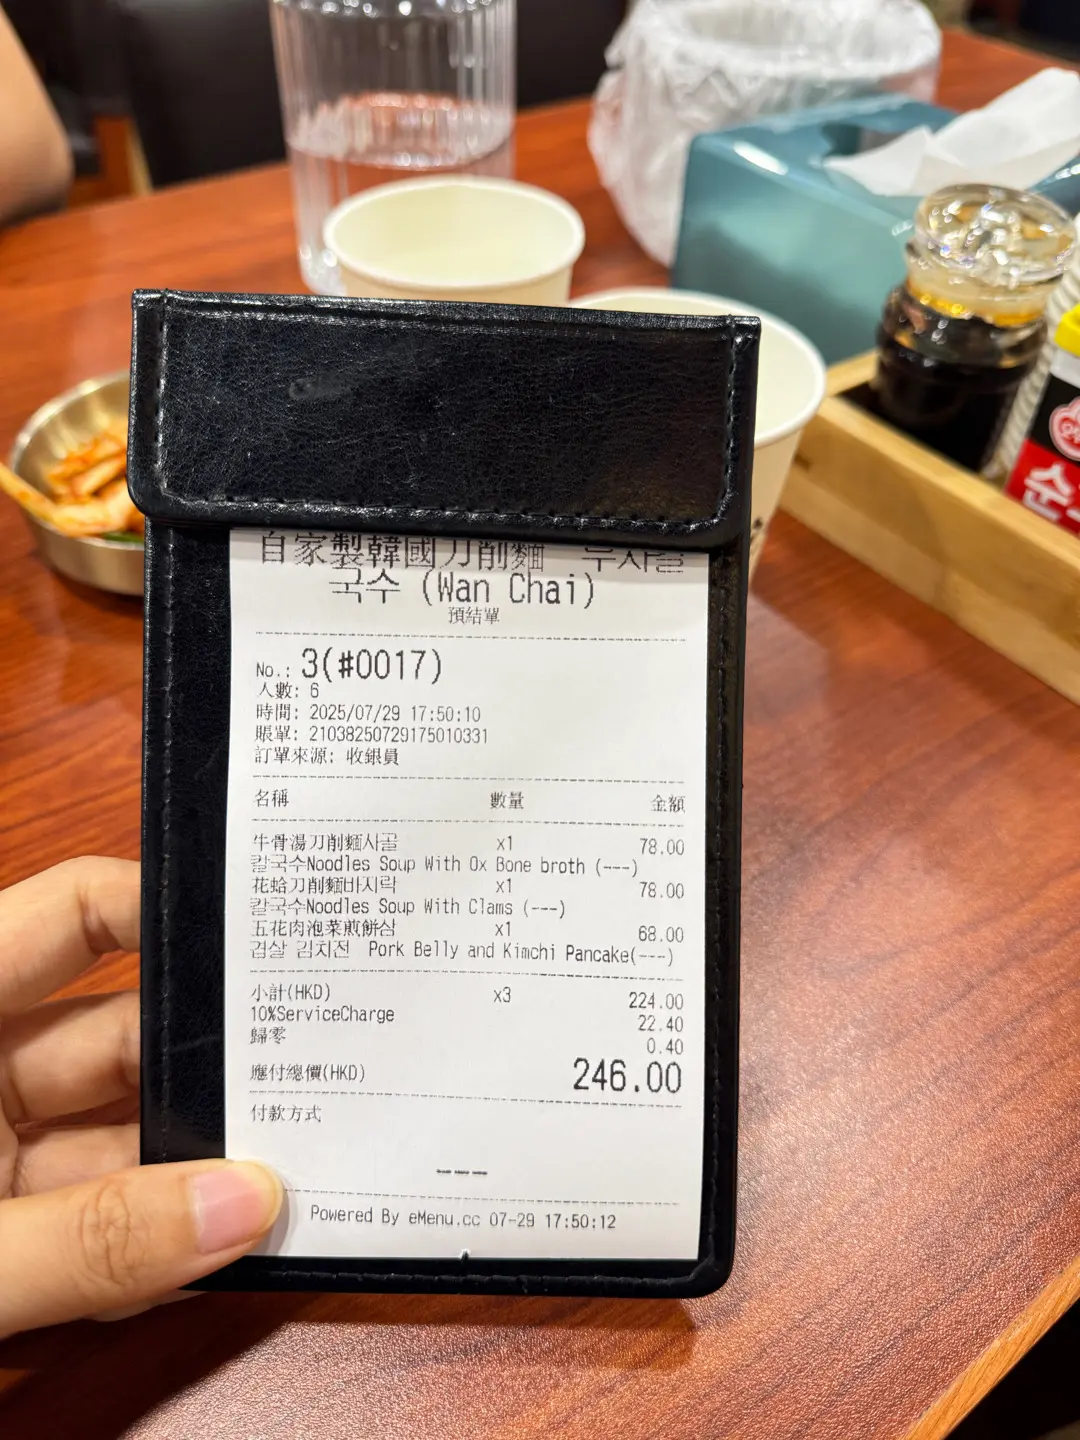 自家製韓國刀削麵
국수 (Wan Chai)
預結單
No.: 3(#0017)
人數: 6
時間: 2025/07/29 17:50:10
賬單: 21038250729175010331
訂單來源: 收銀員
名稱 數量 金額
牛骨湯刀削麵사골 x1 78.00
칼국수Noodles Soup With Ox Bone broth (---)
花蛤刀削麵바지락 x1 78.00
칼국수Noodles Soup With Clams (---)
五花肉泡菜煎餅삼 x1 68.00
겹살 김치전 Pork Belly and Kimchi Pancake(---)
小計(HKD) x3 224.00
10%ServiceCharge 22.40
歸零 0.40
應付總價(HKD) 246.00
付款方式
---
Powered By eMenu.cc 07-29 17:50:12
순